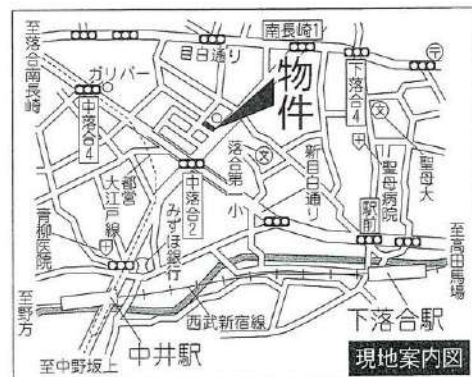 至落合南長崎
ガリバー
目白通り
南長崎1
〒
物件
下落合4
中落合4
文
文
聖母大
落合第一小
新目白通り
聖母病院
中落合2
都営大江戸線
みずほ銀行
青柳医院
駅前
至高田馬場
至野方
西武新宿線
下落合駅
中井駅
至中野坂上
現地案内図